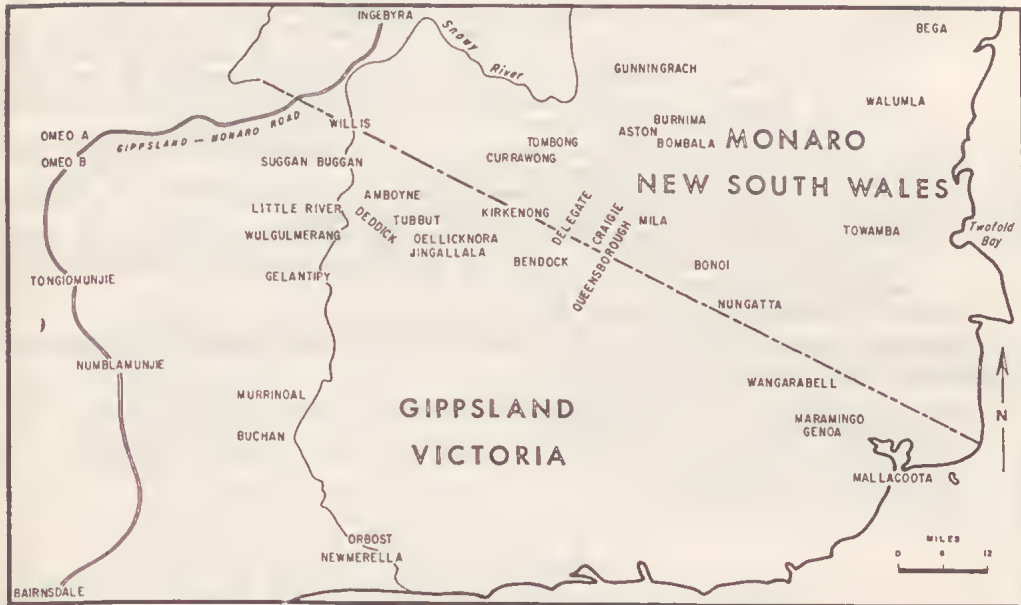 INGEBYRA
Snowy
River
BEGA
GUNNINGRACH
WALUMLA
BURNIMA
ASTON
BOMBALA
MONARO
NEW SOUTH WALES
OMEO A
OMEO B
GIPPSLAND — MONARO ROAD
WILLIS
TOMBONG
CURRAWONG
SUGGAN BUGGAN
AMBOYNE
LITTLE RIVER
DEDDICK
TUBBUT
WULGULMERANG
DELLICKNORA
JINGALLALA
KIRKENONG
DELEGATE
CRAIGIE
QUEENSBOROUGH
MILA
BENDOCK
TOWAMBA
Twofold
Bay
BONDI
GELANTIPY
TONGIOMUNJIE
NUNGATTA
)
NUMBLAMUNJIE
WANGARABELL
MURRINDAL
GIPPSLAND
VICTORIA
MARAMINGO
GENOA
N
BUCHAN
MALLACOOTA
ORBOST
NEWMERELLA
MILES
0 6 12
BAIRNSDALE